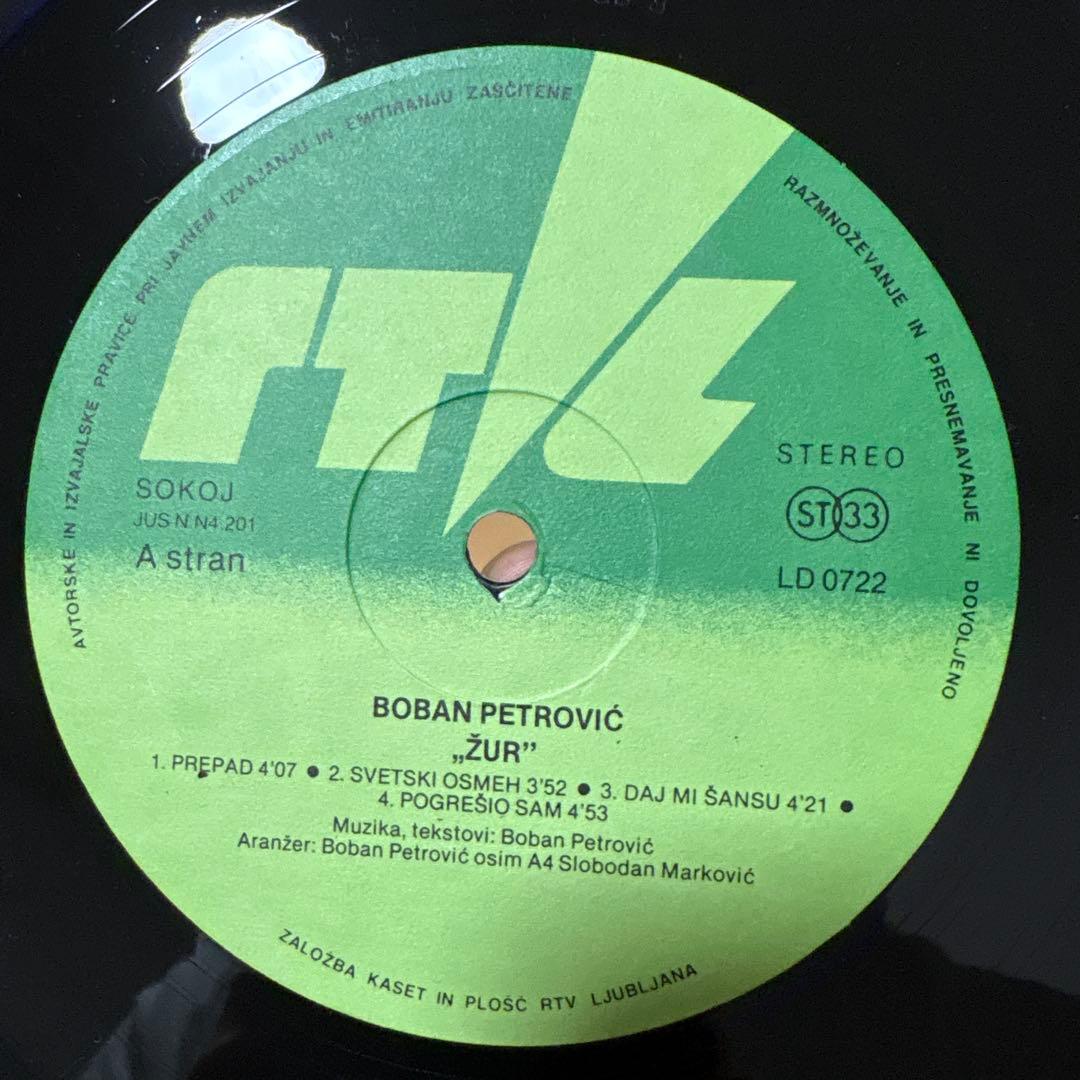 AVTORSKE IN IZVAJALSKE PRAVICE PRI JAVNEM IZVAJANJU IN EMITIRANJU ZAŠČITENE
RAZMNOŽEVANJE IN PRESNEMAVANJE NI DOVOLJENO
rtl
SOKOJ
JUS N.N4.201
A stran
STEREO
ST 33
LD 0722
BOBAN PETROVIĆ
„ŽUR”
1. PREPAD 4'07 ● 2. SVETSKI OSMEH 3'52 ● 3. DAJ MI ŠANSU 4'21 ●
4. POGREŠIO SAM 4'53
Muzika, tekstovi: Boban Petrović
Aranžer: Boban Petrović osim A4 Slobodan Marković
ZALOŽBA KASET IN PLOŠČ RTV LJUBLJANA